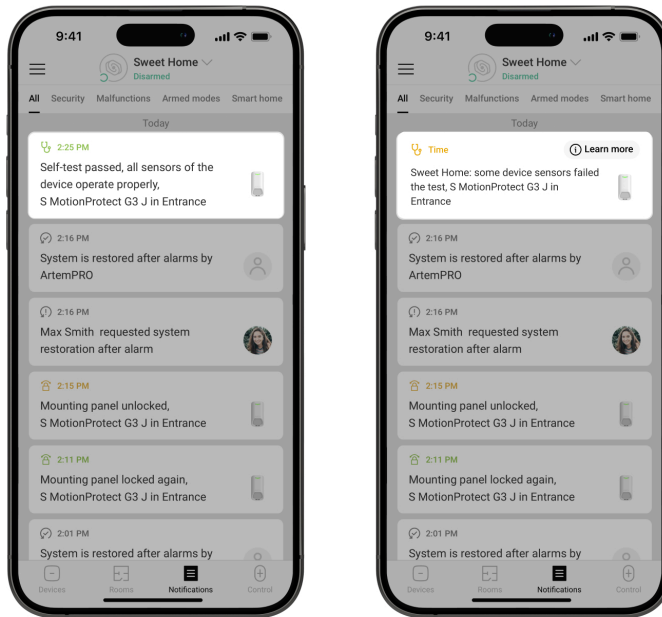 9:41
Sweet Home
Disarmed
All Security Malfunctions Armed modes Smart home
Today
2:25 PM
Self-test passed, all sensors of the
device operate properly,
S MotionProtect G3 J in Entrance
2:16 PM
System is restored after alarms by
ArtemPRO
2:16 PM
Max Smith requested system
restoration after alarm
2:15 PM
Mounting panel unlocked,
S MotionProtect G3 J in Entrance
2:11 PM
Mounting panel locked again,
S MotionProtect G3 J in Entrance
2:01 PM
System is restored after alarms by
Devices Rooms Notifications Control
9:41
Sweet Home
Disarmed
All Security Malfunctions Armed modes Smart home
Today
Time Learn more
Sweet Home: some device sensors failed
the test, S MotionProtect G3 J in
Entrance
2:16 PM
System is restored after alarms by
ArtemPRO
2:16 PM
Max Smith requested system
restoration after alarm
2:15 PM
Mounting panel unlocked,
S MotionProtect G3 J in Entrance
2:11 PM
Mounting panel locked again,
S MotionProtect G3 J in Entrance
2:01 PM
System is restored after alarms by
Devices Rooms Notifications Control